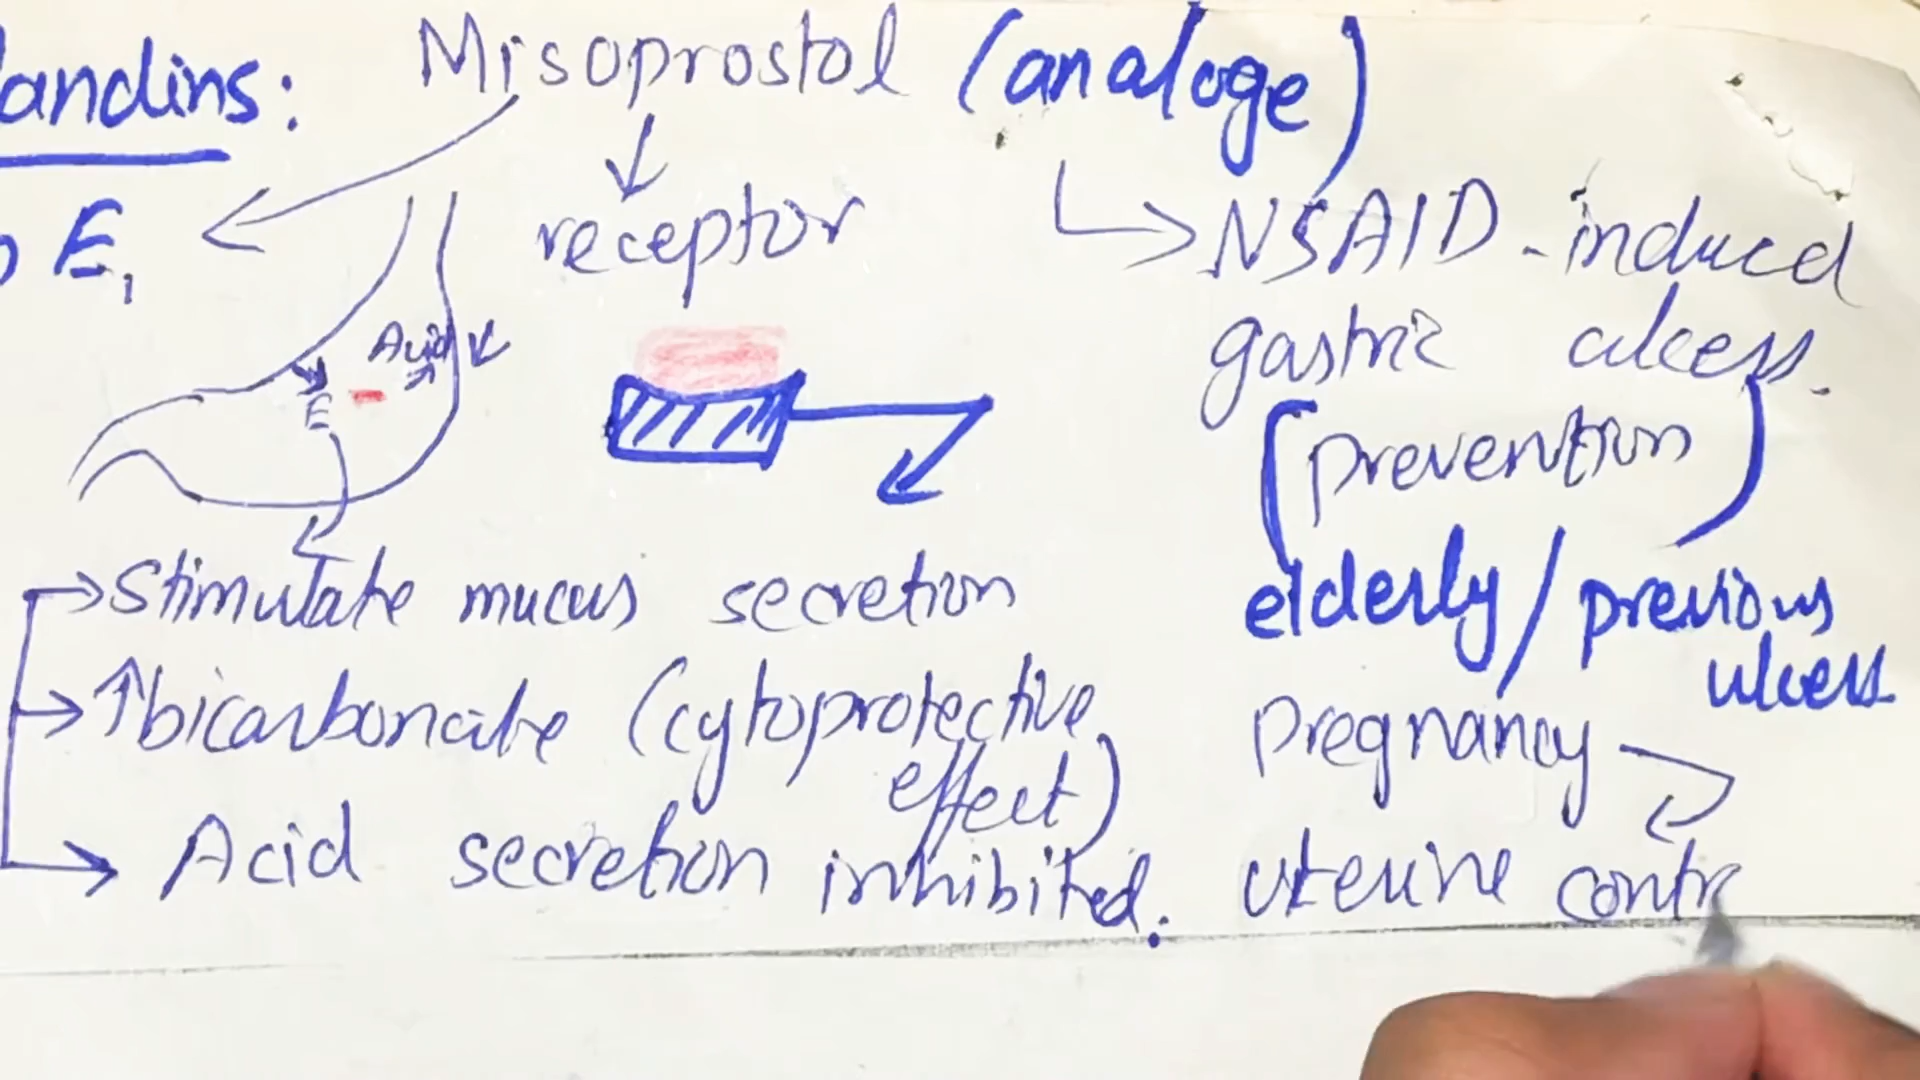 landins: Misoprostol (analoge)
E1
receptor
NSAID-induced
gastric ulcers.
(prevention)
elderly/previous
ulcers
Acid
E
Stimulate mucus secretion
↑bicarbonate (cytoprotective
effect)
Acid secretion inhibited.
pregnancy
uterine contr